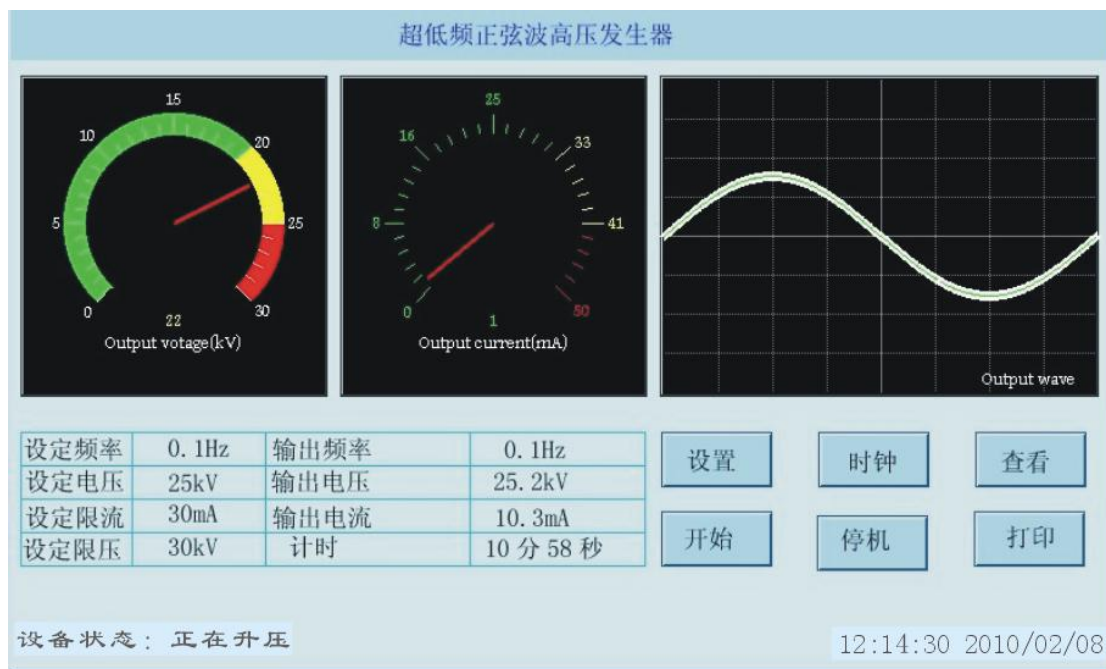 超低频正弦波高压发生器
15
10
20
5
25
0
30
22
Output votage(kV)
25
16
33
8
41
0
50
1
Output current(mA)
Output wave
设定频率 0.1Hz 输出频率 0.1Hz
设定电压 25kV 输出电压 25.2kV
设定限流 30mA 输出电流 10.3mA
设定限压 30kV 计时 10分58秒
设置 时钟 查看
开始 停机 打印
设备状态：正在升压
12:14:30 2010/02/08